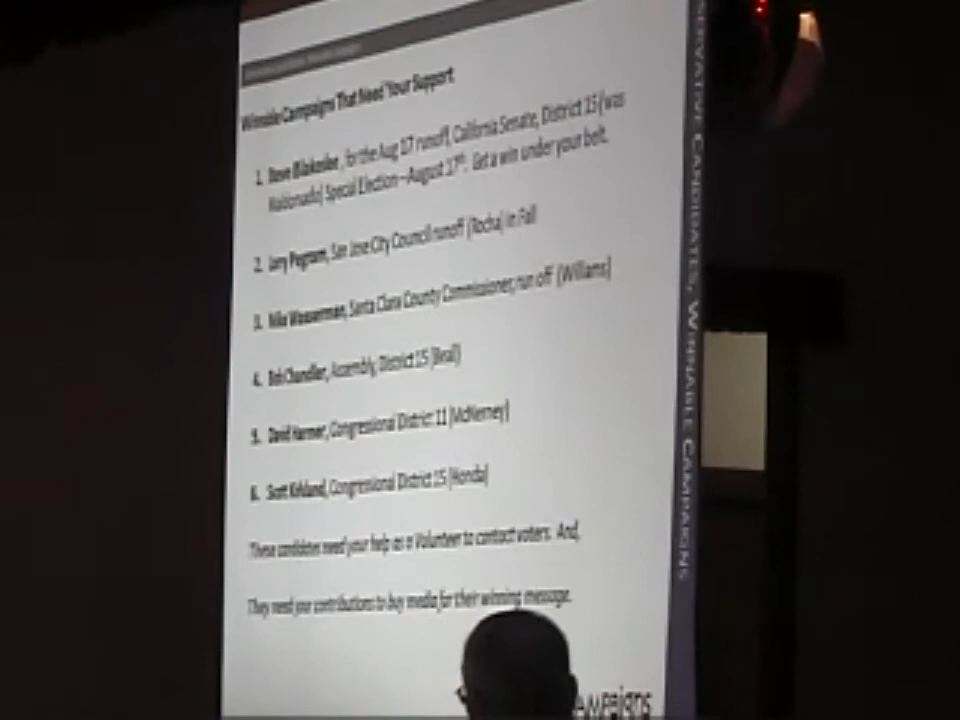 Winnable Campaigns That Need Your Support
1. Steve Blakeslee, for the Aug 17 runoff, California Senate, District 15 (was
Maldonado) Special Election—August 17th. Get a win under your belt.
2. Larry Pegram, San Jose City Council runoff (Rocha) in Fall
3. Mike Wasserman, Santa Clara County Commissioner, run off (Williams)
4. Bob Chandler, Assembly, District 15 (Beall)
5. David Harmer, Congressional District 11 (McNerney)
6. Scott Kirkland, Congressional District 15 (Honda)
These candidates need your help as a Volunteer to contact voters. And,
They need your contributions to buy media for their winning message.
SERVATIVE CANDIDATES, WINNABLE CAMPAIGNS
AMPAIGNS